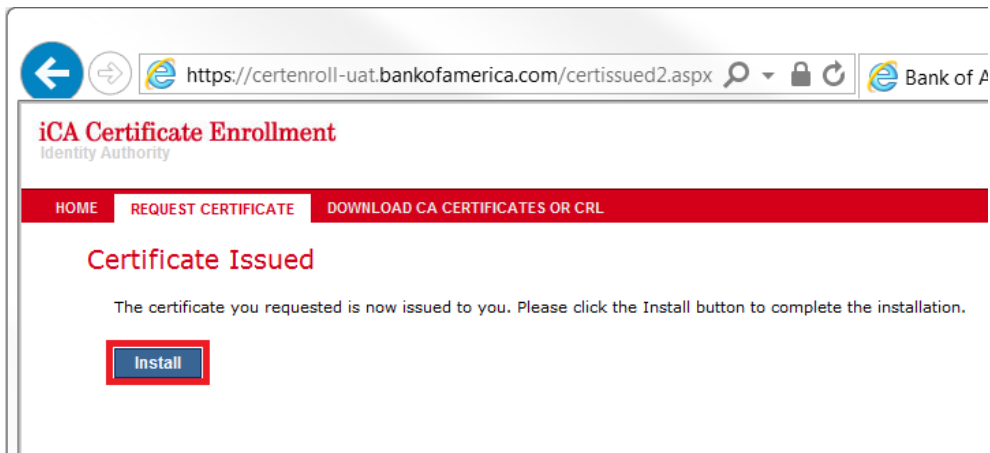 https://certenroll-uat.bankofamerica.com/certissued2.aspx
Bank of A
iCA Certificate Enrollment
Identity Authority
HOME REQUEST CERTIFICATE DOWNLOAD CA CERTIFICATES OR CRL
Certificate Issued
The certificate you requested is now issued to you. Please click the Install button to complete the installation.
Install